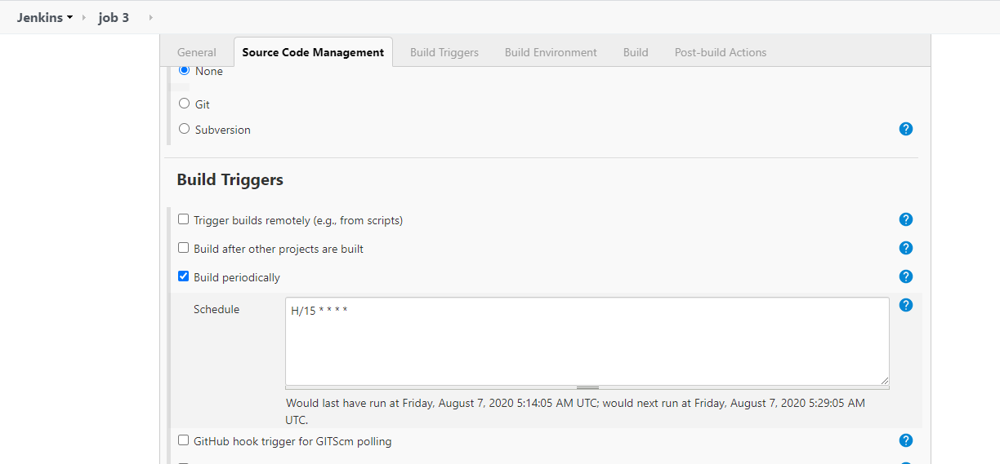 Jenkins
job 3
General
Source Code Management
Build Triggers
Build Environment
Build
Post-build Actions
None
Git
Subversion
?
Build Triggers
Trigger builds remotely (e.g., from scripts)
?
Build after other projects are built
?
Build periodically
?
Schedule
H/15 * * * *
?
Would last have run at Friday, August 7, 2020 5:14:05 AM UTC; would next run at Friday, August 7, 2020 5:29:05 AM
UTC.
GitHub hook trigger for GITScm polling
?